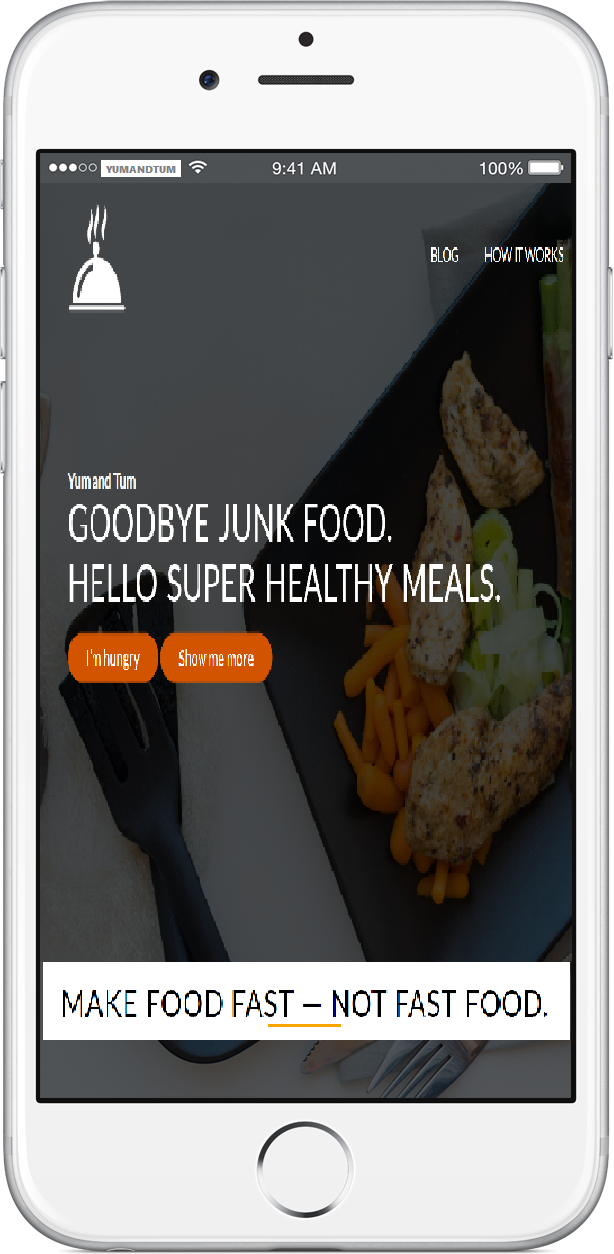 YUMANDTUM 9:41 AM 100%
BLOG HOW IT WORKS
Yum and Tum
GOODBYE JUNK FOOD.
HELLO SUPER HEALTHY MEALS.
I'm hungry Show me more
MAKE FOOD FAST — NOT FAST FOOD.